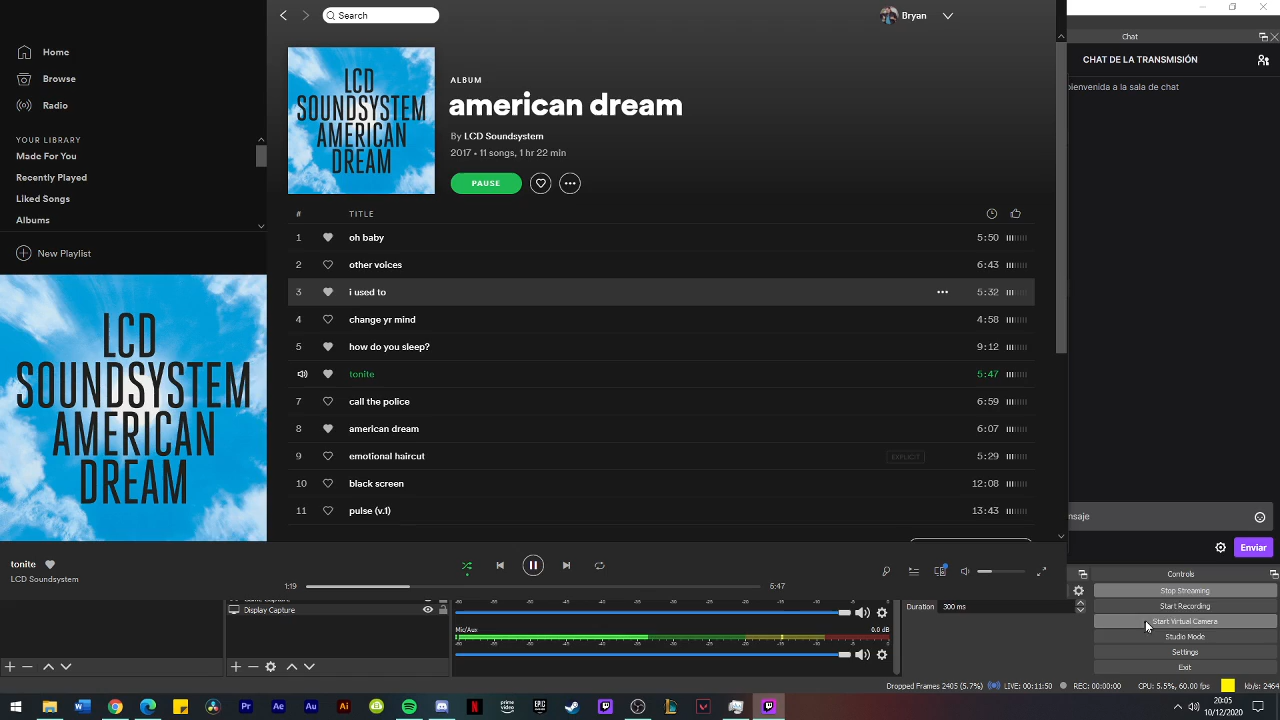 Search
Bryan
Home
Browse
Radio
YOUR LIBRARY
Made For You
Recently Played
Liked Songs
Albums
New Playlist
LCD
SOUNDSYSTEM
AMERICAN
DREAM
ALBUM
american dream
By LCD Soundsystem
2017 • 11 songs, 1 hr 22 min
PAUSE
# TITLE
1 oh baby 5:50
2 other voices 6:43
3 i used to 5:32
4 change yr mind 4:58
5 how do you sleep? 9:12
tonite 5:47
7 call the police 6:59
8 american dream 6:07
9 emotional haircut EXPLICIT 5:29
10 black screen 12:08
11 pulse (v.1) 13:43
LCD
SOUNDSYSTEM
AMERICAN
DREAM
tonite
LCD Soundsystem
1:19 5:47
Chat
CHAT DE LA TRANSMISIÓN
ienvenida a la sala de chat
nsaje
Enviar
Controls
Stop Streaming
Start Recording
Start Virtual Camera
Studio Mode
Settings
Exit
Display Capture
Mic/Aux 0.0 dB
Duration 300 ms
Dropped Frames 2405 (5.7%) LIVE: 00:11:50 REC: 00:00:00 CPU: 5.5%, 60.00 fps kb/s: 2464
20:05
10/12/2020